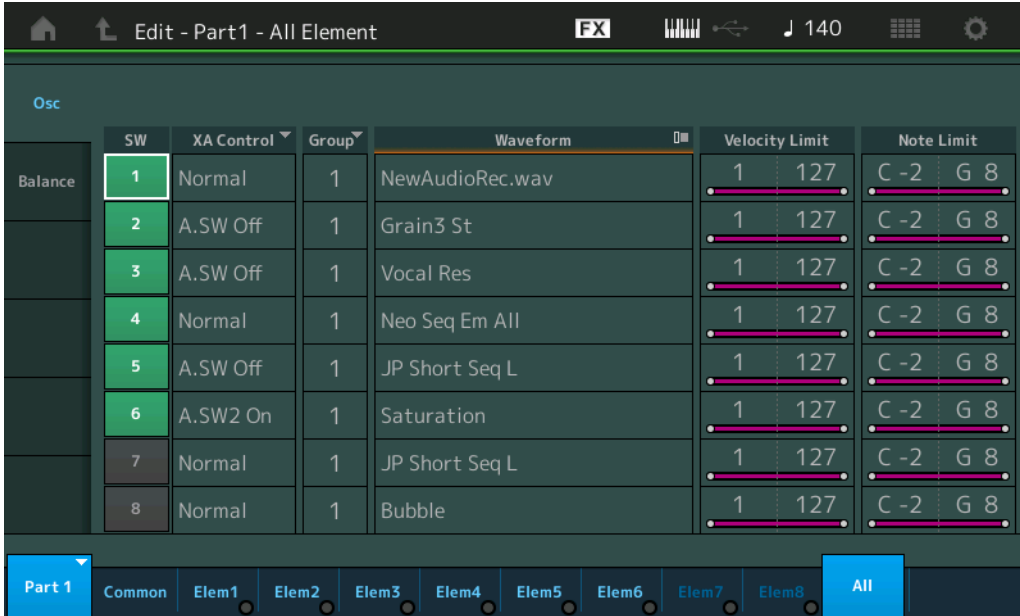 Edit - Part1 - All Element FX ♩ 140
Osc
SW XA Control Group Waveform Velocity Limit Note Limit
Balance
1 Normal 1 NewAudioRec.wav 1 127 C -2 G 8
2 A.SW Off 1 Grain3 St 1 127 C -2 G 8
3 A.SW Off 1 Vocal Res 1 127 C -2 G 8
4 Normal 1 Neo Seq Em All 1 127 C -2 G 8
5 A.SW Off 1 JP Short Seq L 1 127 C -2 G 8
6 A.SW2 On 1 Saturation 1 127 C -2 G 8
7 Normal 1 JP Short Seq L 1 127 C -2 G 8
8 Normal 1 Bubble 1 127 C -2 G 8
Part 1 Common Elem1 Elem2 Elem3 Elem4 Elem5 Elem6 Elem7 Elem8 All